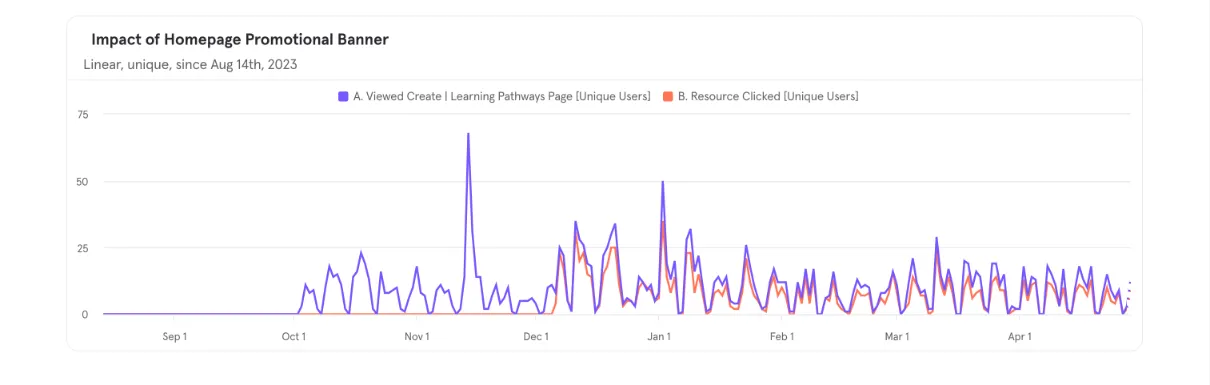 Impact of Homepage Promotional Banner
Linear, unique, since Aug 14th, 2023
A. Viewed Create | Learning Pathways Page [Unique Users] B. Resource Clicked [Unique Users]
75
50
25
0
Sep 1 Oct 1 Nov 1 Dec 1 Jan 1 Feb 1 Mar 1 Apr 1